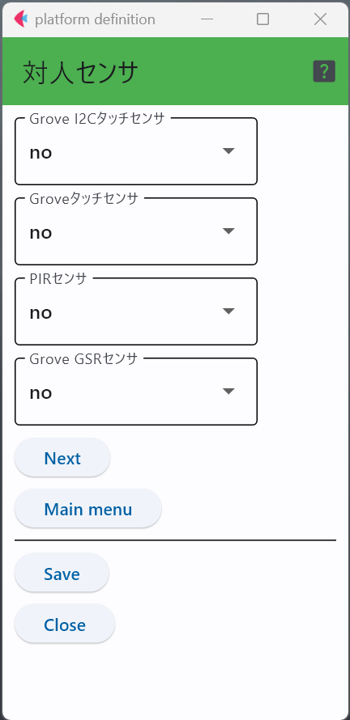 platform definition
対人センサ
?
Grove I2Cタッチセンサ
no
Groveタッチセンサ
no
PIRセンサ
no
Grove GSRセンサ
no
Next
Main menu
Save
Close